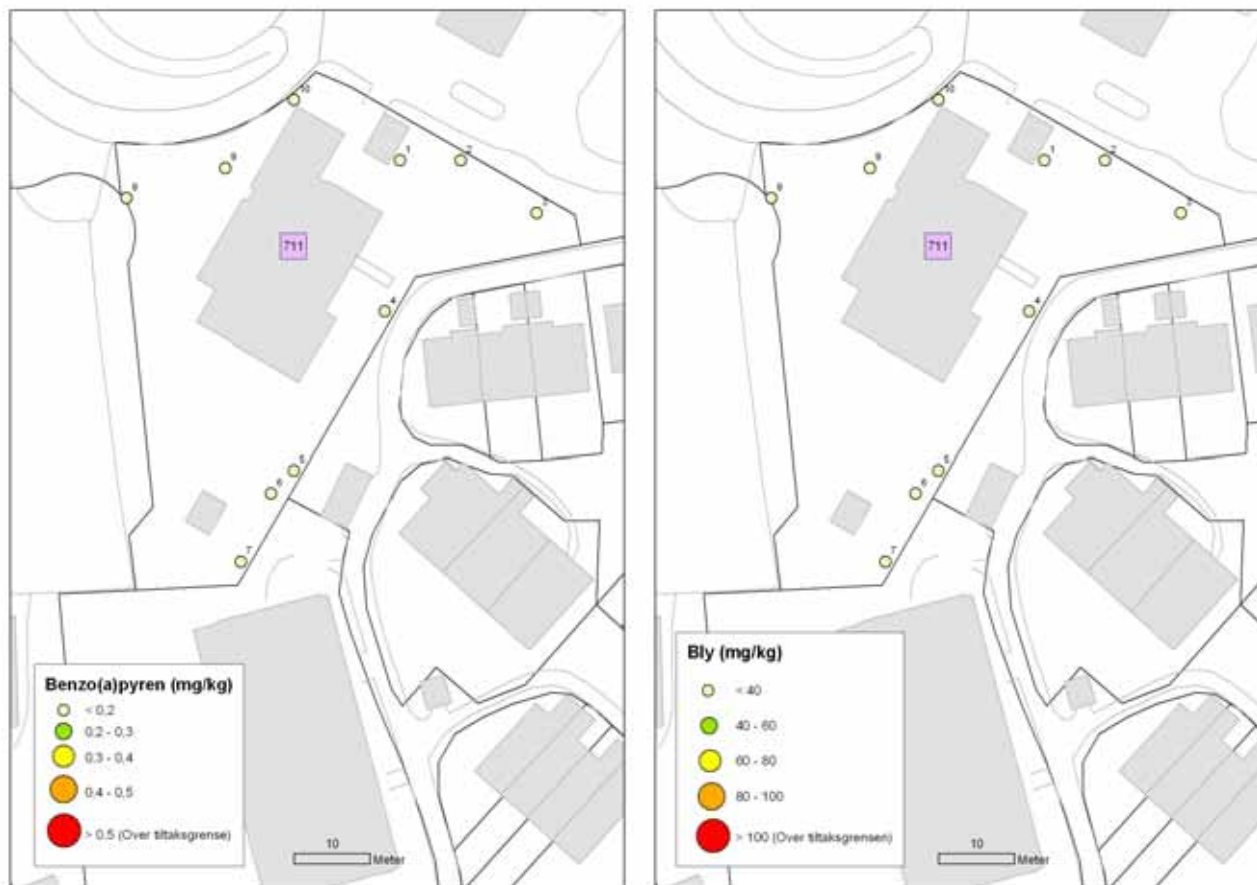 10
1
2
9
8
3
711
4
5
6
7
Benzo(a)pyren (mg/kg)
< 0,2
0,2 - 0,3
0,3 - 0,4
0,4 - 0,5
> 0,5 (Over tiltaksgrense)
10
Meter
10
1
2
9
8
3
711
4
5
6
7
Bly (mg/kg)
< 40
40 - 60
60 - 80
80 - 100
> 100 (Over tiltaksgrensen)
10
Meter